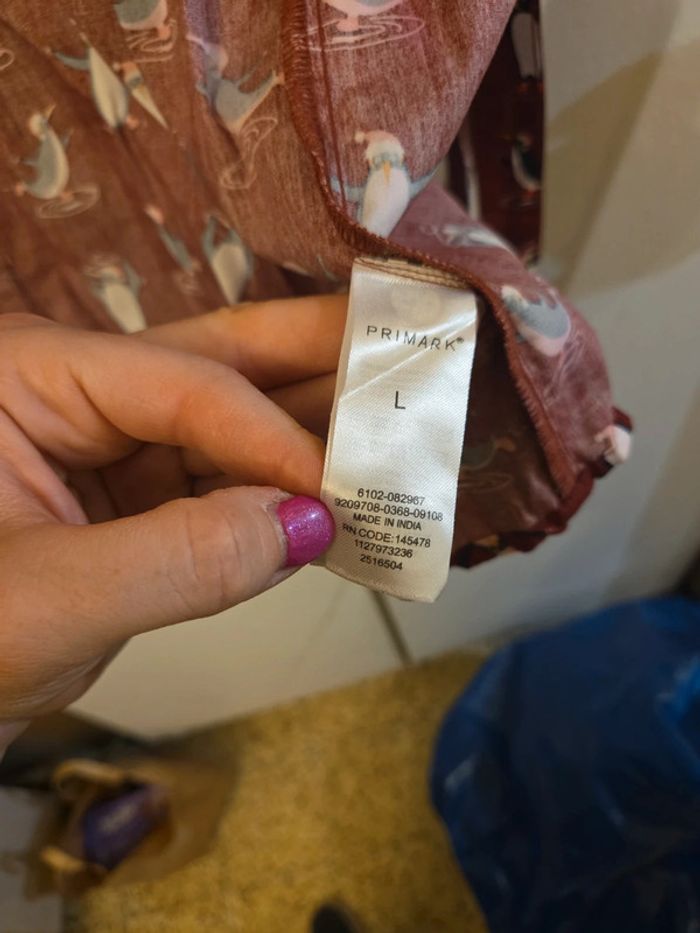 PRIMARK®
L
6102-082967
9209708-0368-09108
MADE IN INDIA
RN CODE:145478
1127973236
2516504